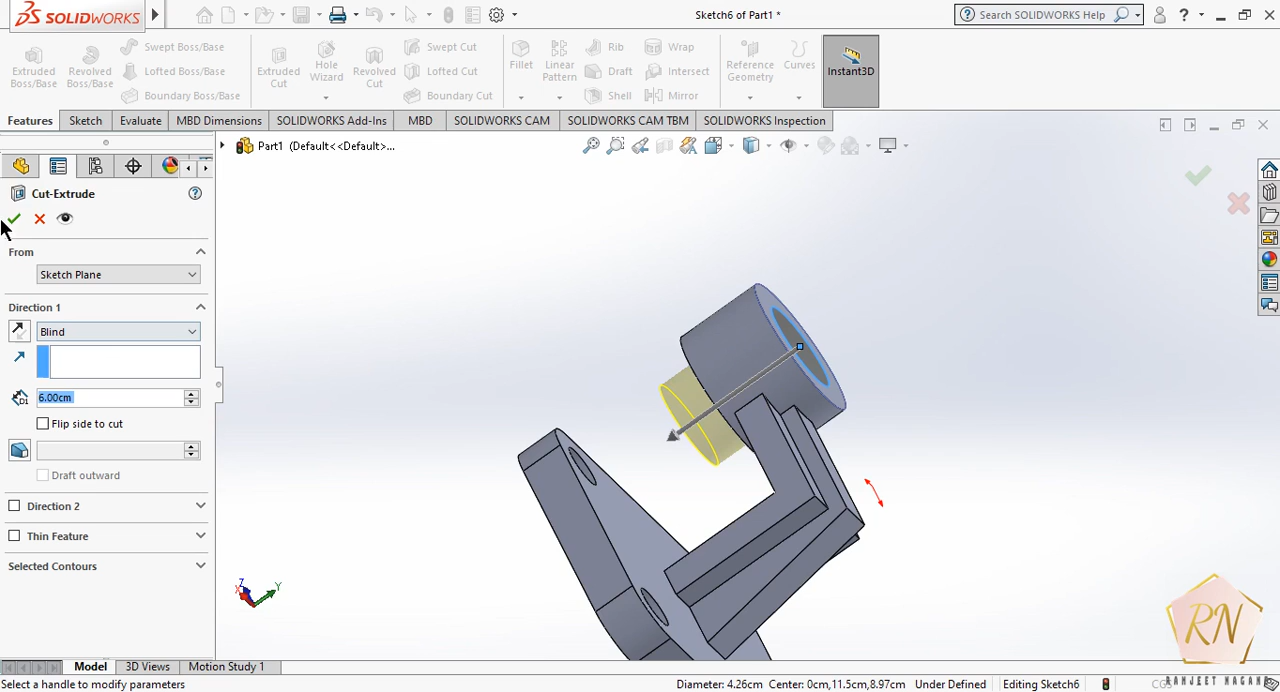 SOLIDWORKS
Sketch6 of Part1 *
Search SOLIDWORKS Help
?
Extruded Boss/Base
Revolved Boss/Base
Swept Boss/Base
Lofted Boss/Base
Boundary Boss/Base
Extruded Cut
Hole Wizard
Revolved Cut
Swept Cut
Lofted Cut
Boundary Cut
Fillet
Linear Pattern
Rib
Draft
Shell
Wrap
Intersect
Mirror
Reference Geometry
Curves
Instant3D
Features
Sketch
Evaluate
MBD Dimensions
SOLIDWORKS Add-Ins
MBD
SOLIDWORKS CAM
SOLIDWORKS CAM TBM
SOLIDWORKS Inspection
Part1 (Default<<Default>...
Cut-Extrude
From
Sketch Plane
Direction 1
Blind
D1
6.00cm
Flip side to cut
Draft outward
Direction 2
Thin Feature
Selected Contours
Z
X
Y
RN
Model
3D Views
Motion Study 1
Select a handle to modify parameters
Diameter: 4.26cm Center: 0cm,11.5cm,8.97cm
Under Defined
Editing Sketch6